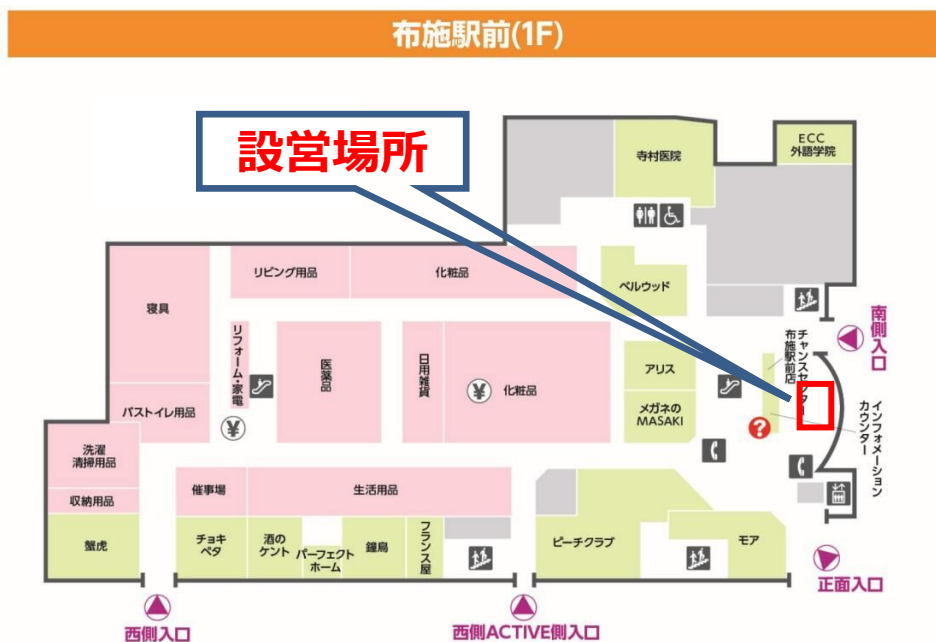 布施駅前(1F)
設営場所
寺村医院
ECC
外語学院
リビング用品
化粧品
ベルウッド
寝具
リフォーム・家電
医薬品
日用雑貨
¥
化粧品
アリス
メガネの
MASAKI
チャンスセンター
布施駅前店
南側入口
インフォメーション
カウンター
?
バストイレ用品
¥
洗濯
清掃用品
収納用品
蟹虎
催事場
生活用品
チョキ
ペタ
酒の
ケント
パーフェクト
ホーム
鐘鳥
フランス屋
ピーチクラブ
モア
正面入口
西側入口
西側ACTIVE側入口